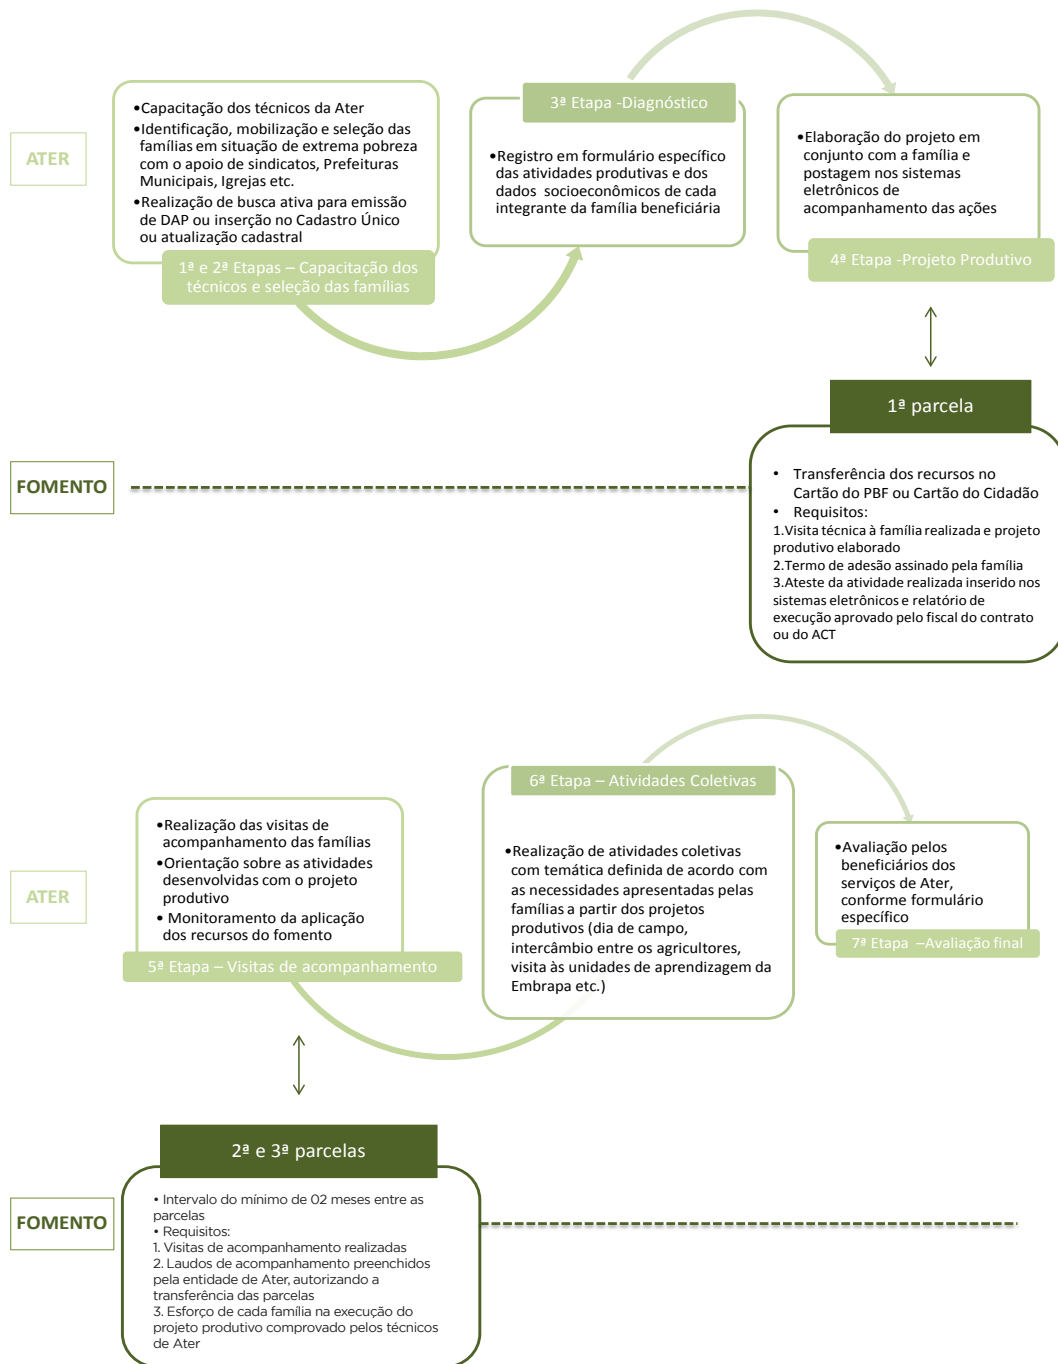 ATER
•Capacitação dos técnicos da Ater
•Identificação, mobilização e seleção das
famílias em situação de extrema pobreza
com o apoio de sindicatos, Prefeituras
Municipais, Igrejas etc.
•Realização de busca ativa para emissão
de DAP ou inserção no Cadastro Único
ou atualização cadastral
1ª e 2ª Etapas – Capacitação dos
técnicos e seleção das famílias
3ª Etapa -Diagnóstico
•Registro em formulário específico
das atividades produtivas e dos
dados socioeconômicos de cada
integrante da família beneficiária
•Elaboração do projeto em
conjunto com a família e
postagem nos sistemas
eletrônicos de
acompanhamento das ações
4ª Etapa -Projeto Produtivo
FOMENTO
1ª parcela
• Transferência dos recursos no
Cartão do PBF ou Cartão do Cidadão
• Requisitos:
1.Visita técnica à família realizada e projeto
produtivo elaborado
2.Termo de adesão assinado pela família
3.Ateste da atividade realizada inserido nos
sistemas eletrônicos e relatório de
execução aprovado pelo fiscal do contrato
ou do ACT
ATER
•Realização das visitas de
acompanhamento das famílias
•Orientação sobre as atividades
desenvolvidas com o projeto
produtivo
• Monitoramento da aplicação
dos recursos do fomento
5ª Etapa – Visitas de acompanhamento
6ª Etapa – Atividades Coletivas
•Realização de atividades coletivas
com temática definida de acordo com
as necessidades apresentadas pelas
famílias a partir dos projetos
produtivos (dia de campo,
intercâmbio entre os agricultores,
visita às unidades de aprendizagem da
Embrapa etc.)
•Avaliação pelos
beneficiários dos
serviços de Ater,
conforme formulário
específico
7ª Etapa –Avaliação final
FOMENTO
2ª e 3ª parcelas
• Intervalo do mínimo de 02 meses entre as
parcelas
• Requisitos:
1. Visitas de acompanhamento realizadas
2. Laudos de acompanhamento preenchidos
pela entidade de Ater, autorizando a
transferência das parcelas
3. Esforço de cada família na execução do
projeto produtivo comprovado pelos técnicos
de Ater